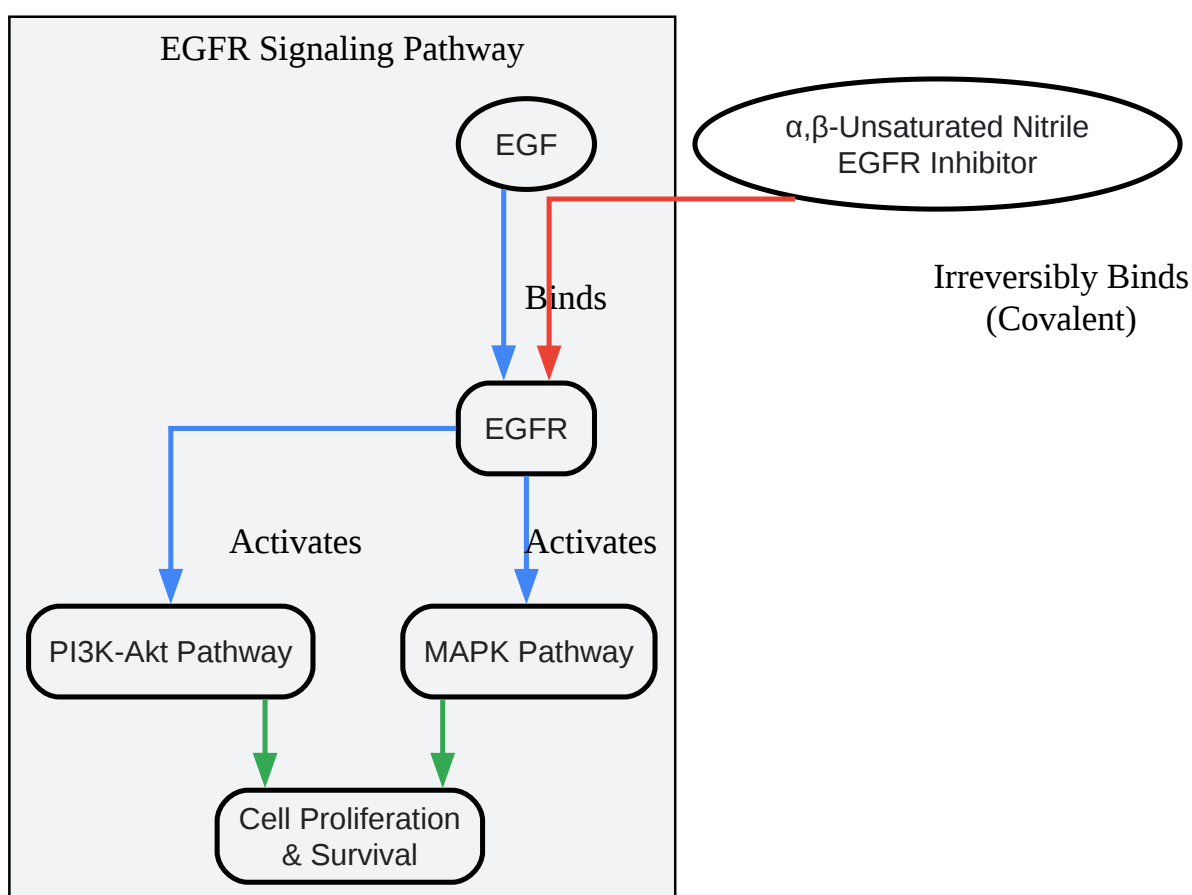 EGFR Signaling Pathway
EGF
α,β-Unsaturated Nitrile
EGFR Inhibitor
Binds
Irreversibly Binds
(Covalent)
EGFR
Activates
Activates
PI3K-Akt Pathway
MAPK Pathway
Cell Proliferation
& Survival